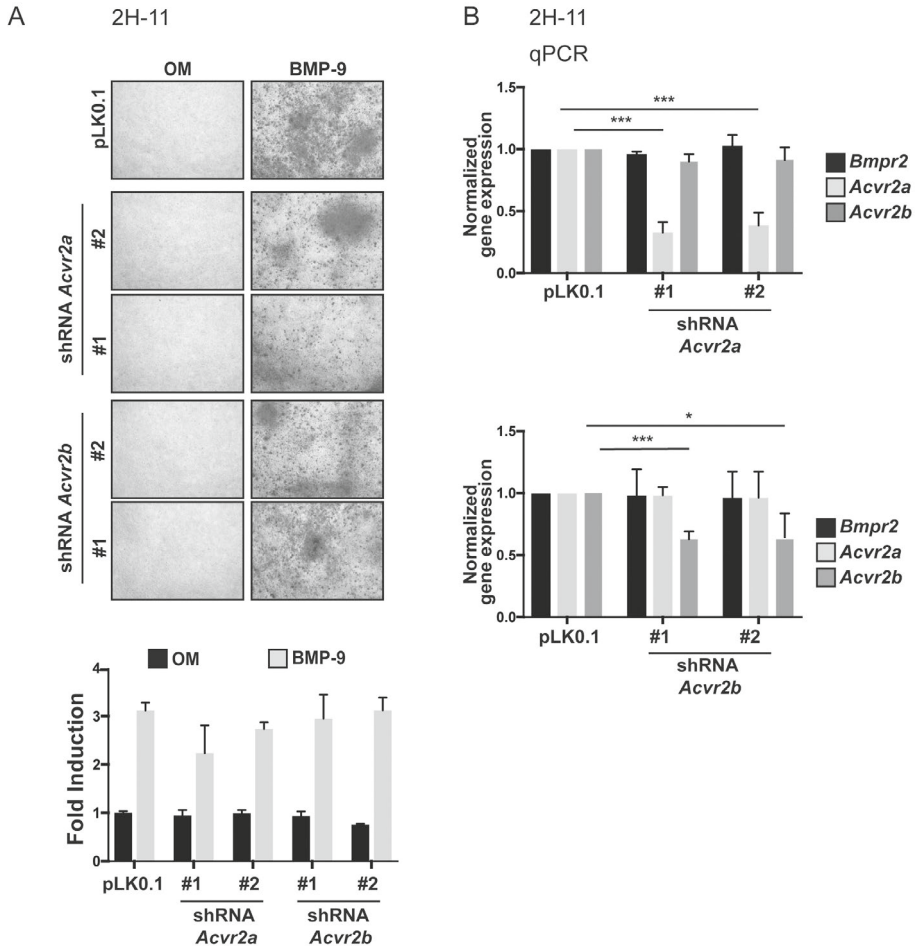 A
2H-11
OM
BMP-9
pLK0.1
shRNA Acvr2a
#2
#1
shRNA Acvr2b
#2
#1
OM
BMP-9
Fold Induction
4
3
2
1
0
pLK0.1
#1
#2
#1
#2
shRNA
Acvr2a
shRNA
Acvr2b
B
2H-11
qPCR
Normalized
gene expression
1.5
1.0
0.5
0.0
***
***
Bmpr2
Acvr2a
Acvr2b
pLK0.1
#1
#2
shRNA
Acvr2a
Normalized
gene expression
1.5
1.0
0.5
0.0
*
***
Bmpr2
Acvr2a
Acvr2b
pLK0.1
#1
#2
shRNA
Acvr2b